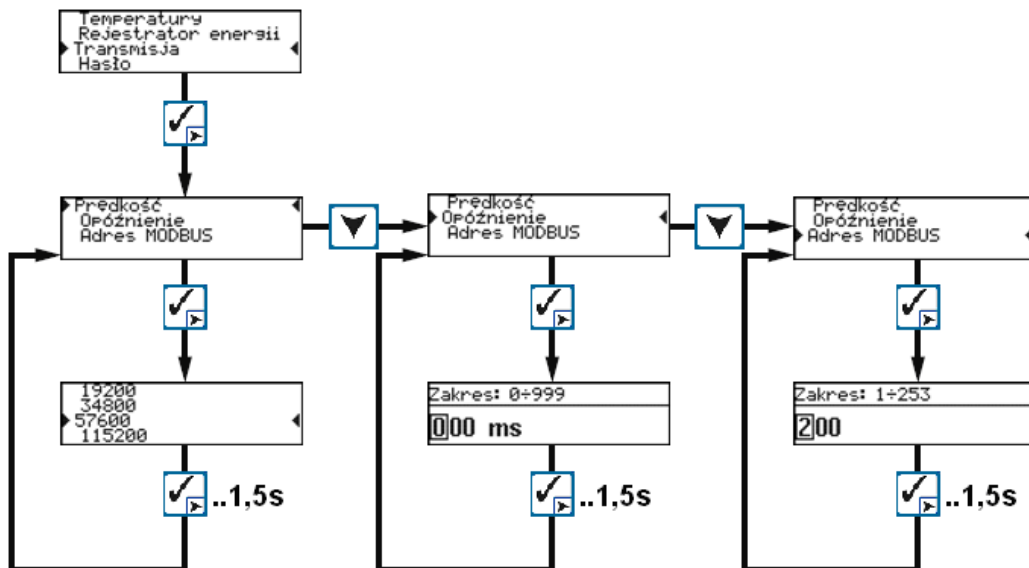 Temperatury
Rejestrator energii
Transmisja
Hasło
Prędkość
Opóźnienie
Adres MODBUS
Prędkość
Opóźnienie
Adres MODBUS
Prędkość
Opóźnienie
Adres MODBUS
19200
34800
57600
115200
Zakres: 0÷999
000 ms
Zakres: 1÷253
200
..1,5s
..1,5s
..1,5s